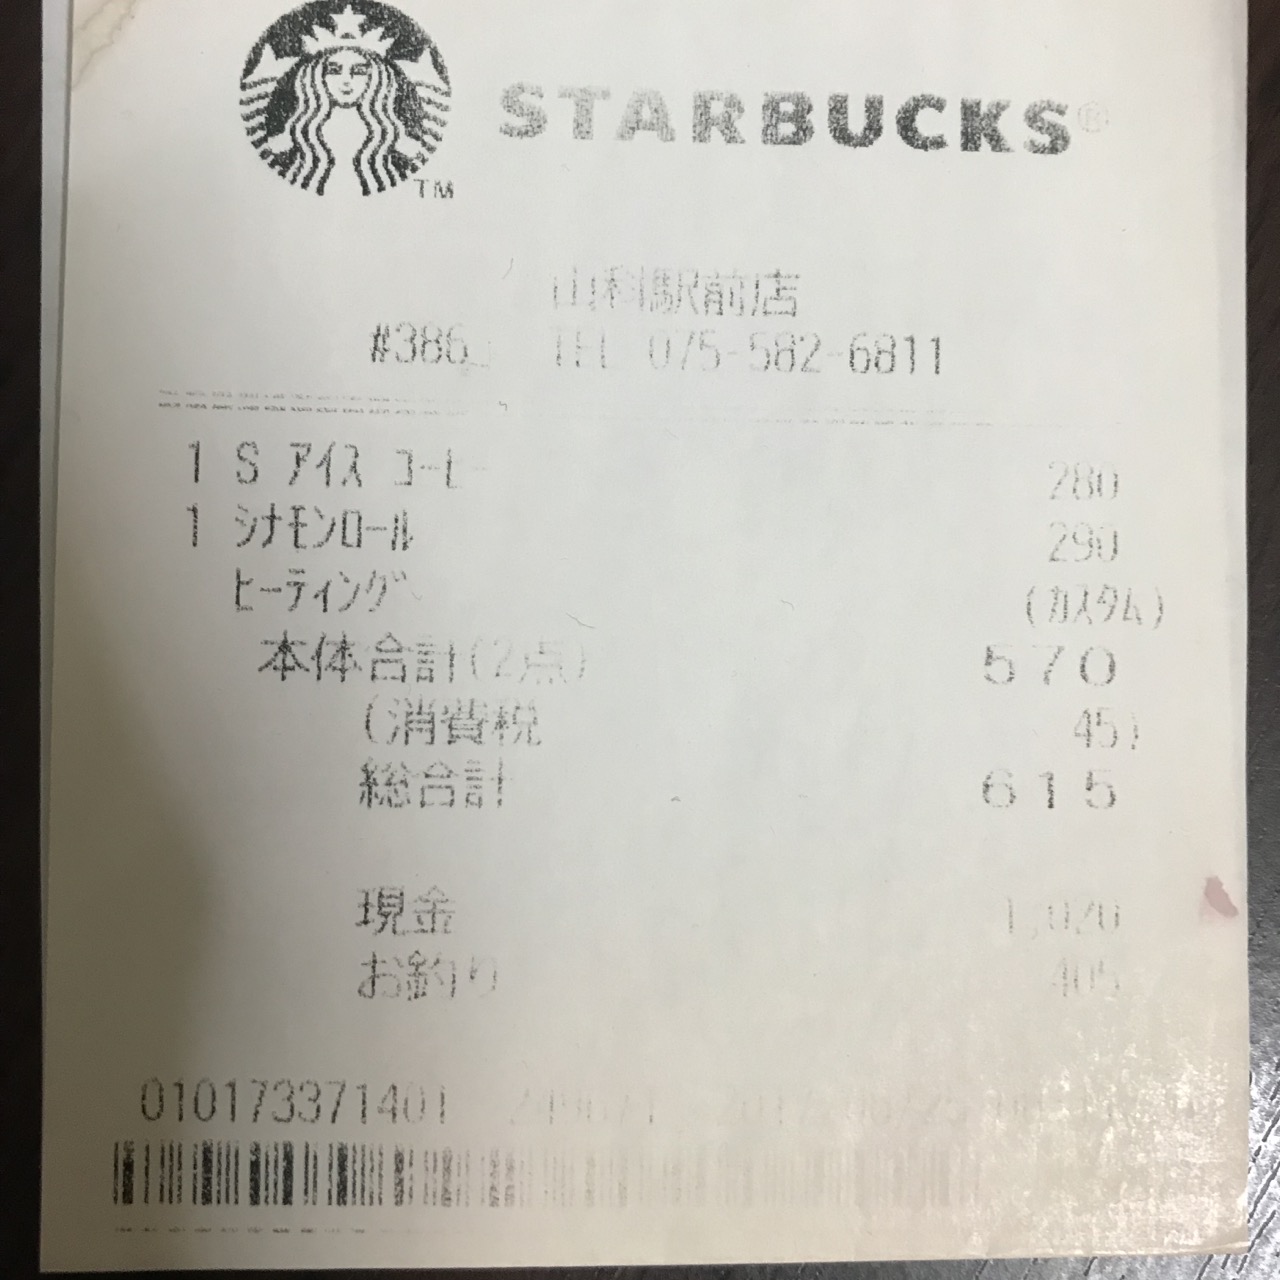 STARBUCKS®
TM
山科駅前店
#386 TEL 075-582-6811
1 S アイス コーヒー 280
1 シナモンロール 290
ヒーティング (カスタム)
本体合計(2点) 570
(消費税 45)
総合計 615
現金 1,020
お釣り 405
010173371401